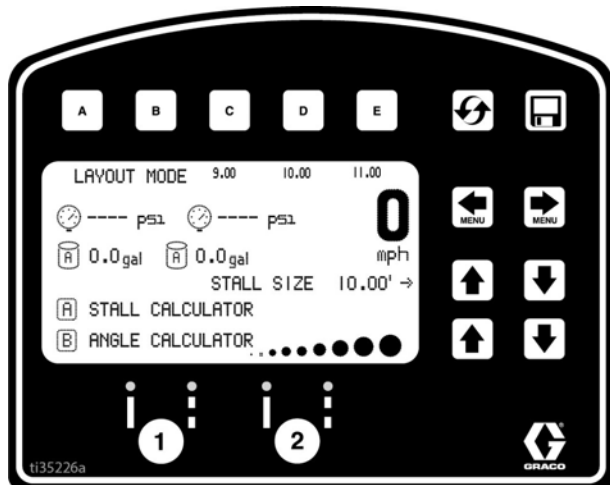 A B C D E
LAYOUT MODE 9.00 10.00 11.00
---- psi ---- psi 0
A 0.0gal A 0.0gal mph
STALL SIZE 10.00' →
A STALL CALCULATOR
B ANGLE CALCULATOR
MENU MENU
1 2
ti35226a
GRACO